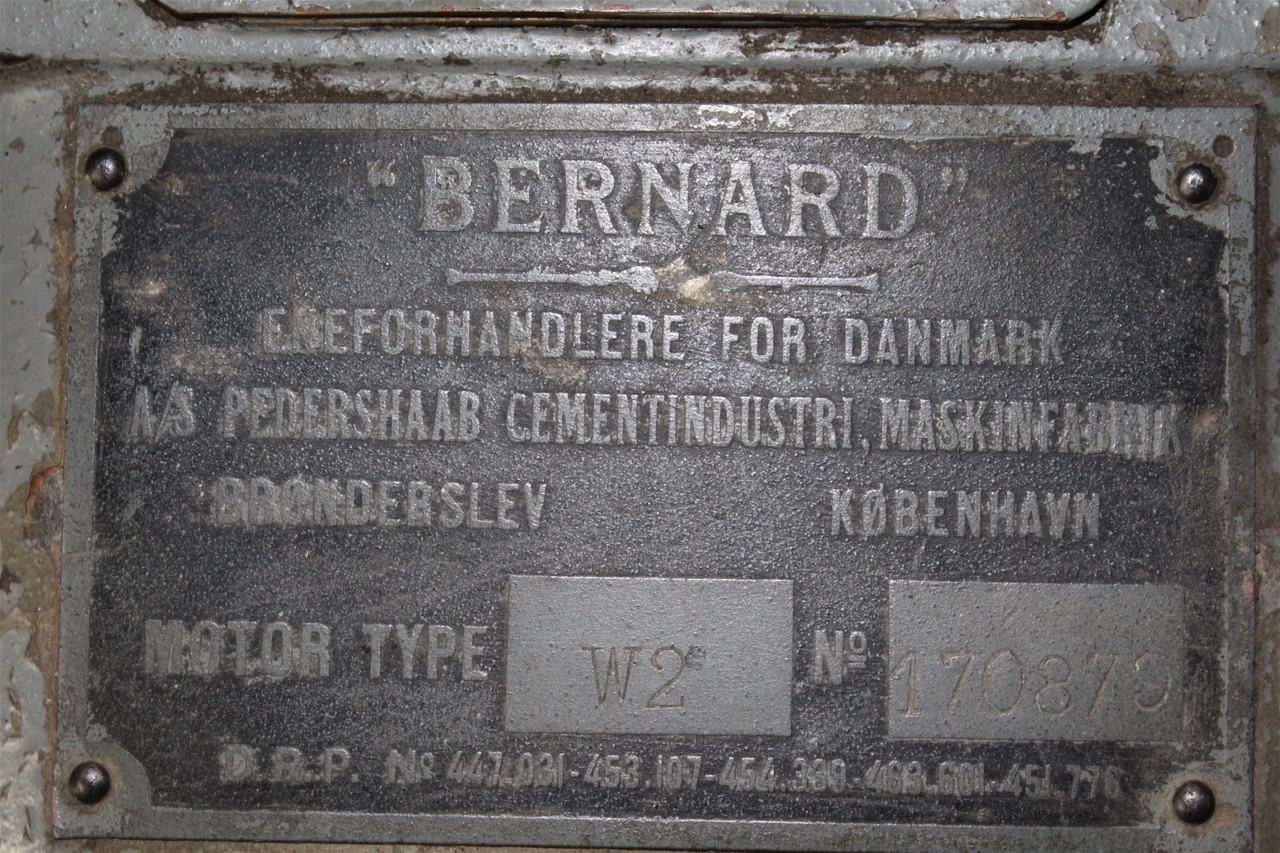 "BERNARD"
ENEFORHANDLERE FOR DANMARK
A/S PEDERSHAAB CEMENTINDUSTRI, MASKINFABRIK
BRØNDERSLEV KØBENHAVN
MOTOR TYPE W2 Nº 170879
D.R.P. Nº 447.031-453.107-454.390-468.601-451.776